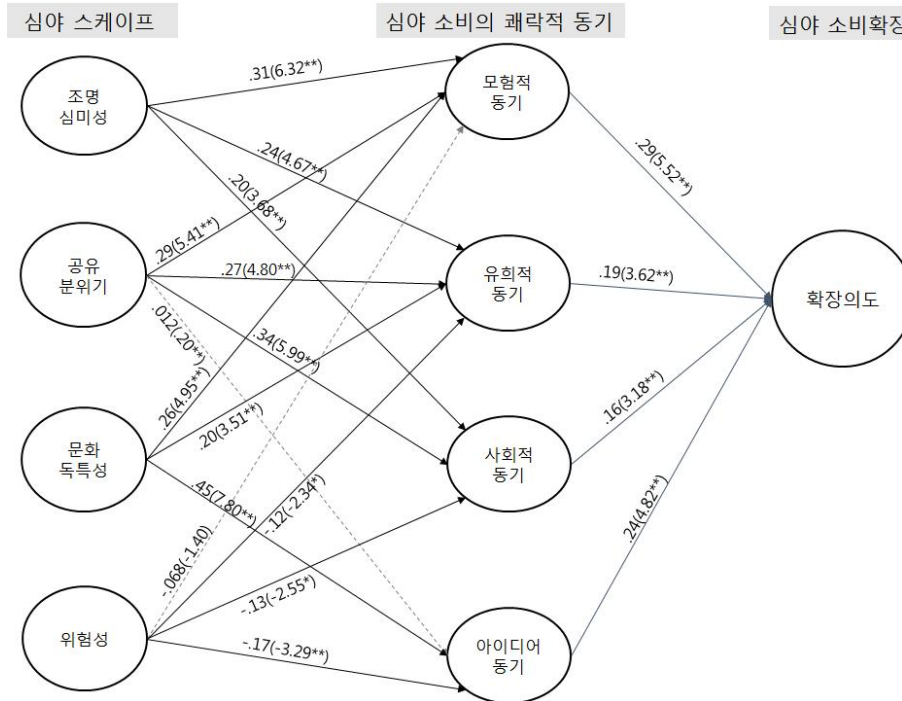 심야 스케이프
심야 소비의 쾌락적 동기
심야 소비확장
조명
심미성
공유
분위기
문화
독특성
위험성
.31(6.32**)
.24(4.67**)
.20(3.68**)
.29(5.41**)
.27(4.80**)
.34(5.99**)
.012(.20**)
.26(4.95**)
.20(3.51**)
.45(7.80**)
-.068(-1.40)
-.12(-2.34*)
-.13(-2.55*)
-.17(-3.29**)
모험적
동기
유희적
동기
사회적
동기
아이디어
동기
.29(5.52**)
.19(3.62**)
.16(3.18**)
.24(4.82**)
확장의도